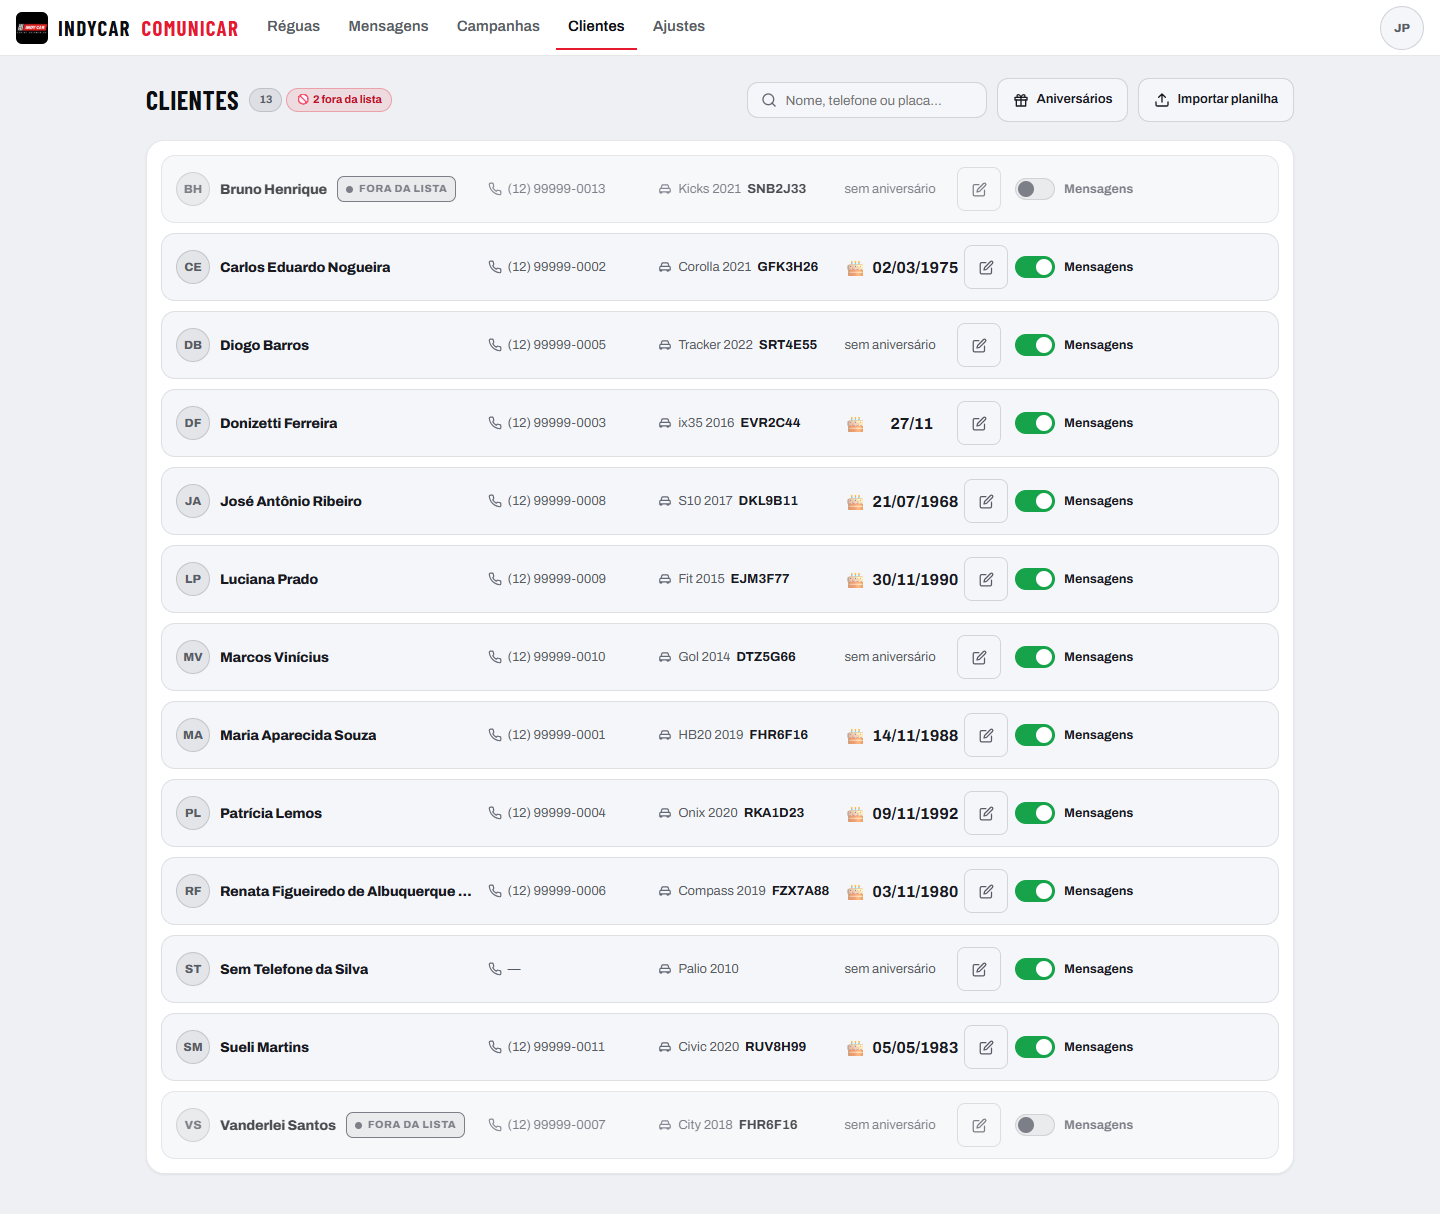 INDYCAR COMUNICAR Réguas Mensagens Campanhas Clientes Ajustes JP
CLIENTES 13 2 fora da lista Nome, telefone ou placa... Aniversários Importar planilha
BH Bruno Henrique FORA DA LISTA (12) 99999-0013 Kicks 2021 SNB2J33 sem aniversário Mensagens
CE Carlos Eduardo Nogueira (12) 99999-0002 Corolla 2021 GFK3H26 02/03/1975 Mensagens
DB Diogo Barros (12) 99999-0005 Tracker 2022 SRT4E55 sem aniversário Mensagens
DF Donizetti Ferreira (12) 99999-0003 ix35 2016 EVR2C44 27/11 Mensagens
JA José Antônio Ribeiro (12) 99999-0008 S10 2017 DKL9B11 21/07/1968 Mensagens
LP Luciana Prado (12) 99999-0009 Fit 2015 EJM3F77 30/11/1990 Mensagens
MV Marcos Vinícius (12) 99999-0010 Gol 2014 DTZ5G66 sem aniversário Mensagens
MA Maria Aparecida Souza (12) 99999-0001 HB20 2019 FHR6F16 14/11/1988 Mensagens
PL Patrícia Lemos (12) 99999-0004 Onix 2020 RKA1D23 09/11/1992 Mensagens
RF Renata Figueiredo de Albuquerque ... (12) 99999-0006 Compass 2019 FZX7A88 03/11/1980 Mensagens
ST Sem Telefone da Silva — Palio 2010 sem aniversário Mensagens
SM Sueli Martins (12) 99999-0011 Civic 2020 RUV8H99 05/05/1983 Mensagens
VS Vanderlei Santos FORA DA LISTA (12) 99999-0007 City 2018 FHR6F16 sem aniversário Mensagens